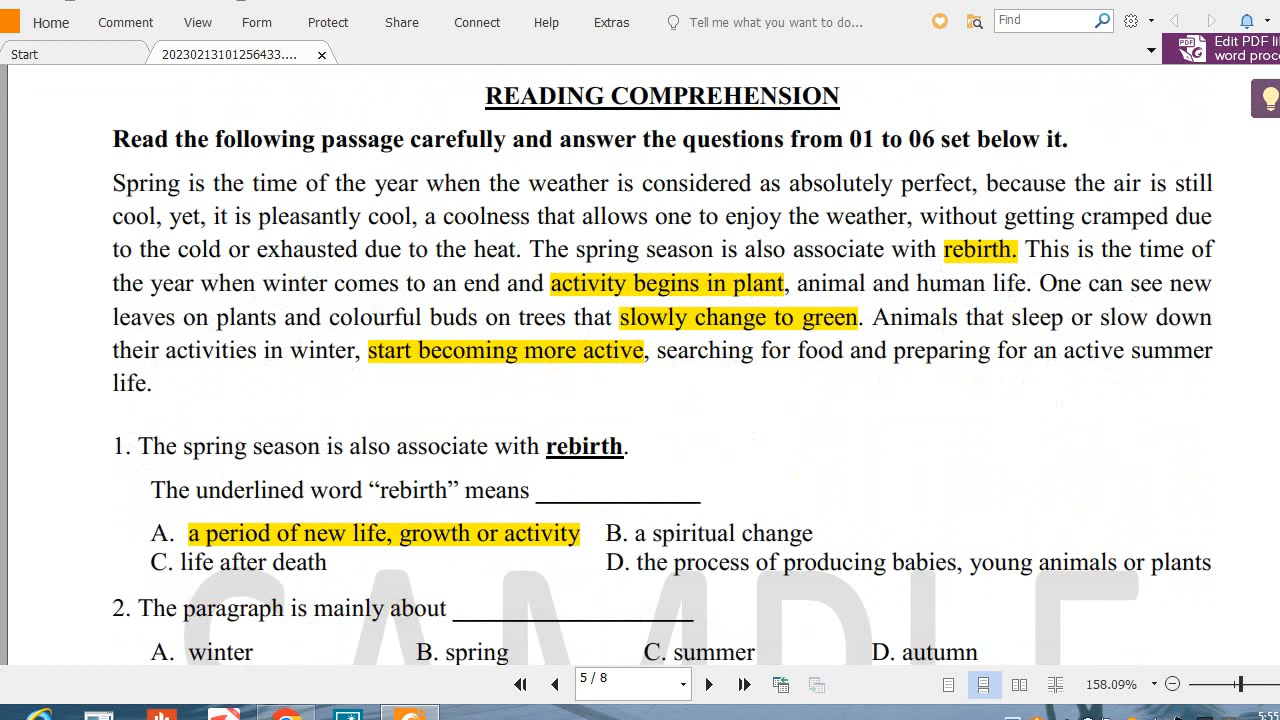 Home Comment View Form Protect Share Connect Help Extras Tell me what you want to do... Find
Start 20230213101256433.... × Edit PDF li
word proc
READING COMPREHENSION
Read the following passage carefully and answer the questions from 01 to 06 set below it.
Spring is the time of the year when the weather is considered as absolutely perfect, because the air is still
cool, yet, it is pleasantly cool, a coolness that allows one to enjoy the weather, without getting cramped due
to the cold or exhausted due to the heat. The spring season is also associate with rebirth. This is the time of
the year when winter comes to an end and activity begins in plant, animal and human life. One can see new
leaves on plants and colourful buds on trees that slowly change to green. Animals that sleep or slow down
their activities in winter, start becoming more active, searching for food and preparing for an active summer
life.
1. The spring season is also associate with rebirth.
The underlined word “rebirth” means ____________
A. a period of new life, growth or activity B. a spiritual change
C. life after death D. the process of producing babies, young animals or plants
2. The paragraph is mainly about __________________
A. winter B. spring C. summer D. autumn
SAMPLE
5 / 8 158.09%